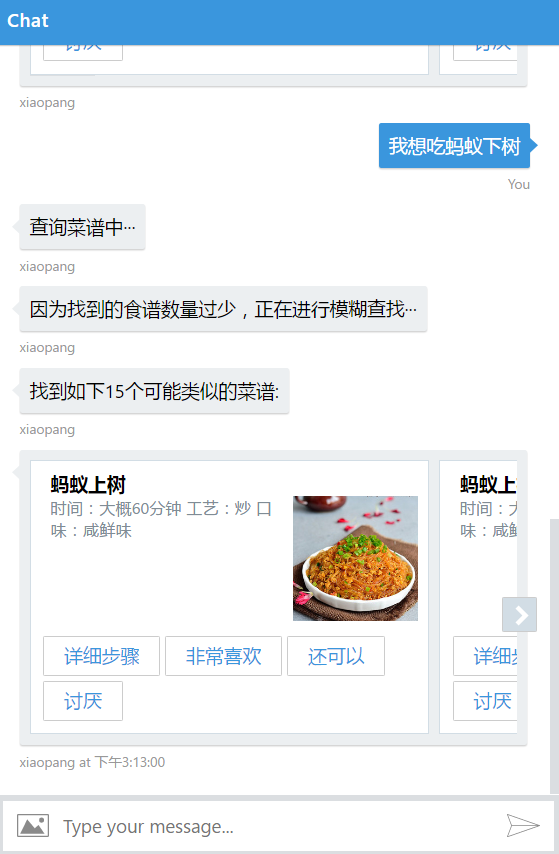 Chat
讨厌
讨厌
xiaopang
我想吃蚂蚁下树
You
查询菜谱中···
xiaopang
因为找到的食谱数量过少，正在进行模糊查找···
xiaopang
找到如下15个可能类似的菜谱:
xiaopang
蚂蚁上树
时间：大概60分钟 工艺：炒 口
味：咸鲜味
详细步骤
非常喜欢
还可以
讨厌
蚂蚁上
时间：大
味：咸鲜
详细
讨厌
xiaopang at 下午3:13:00
Type your message...